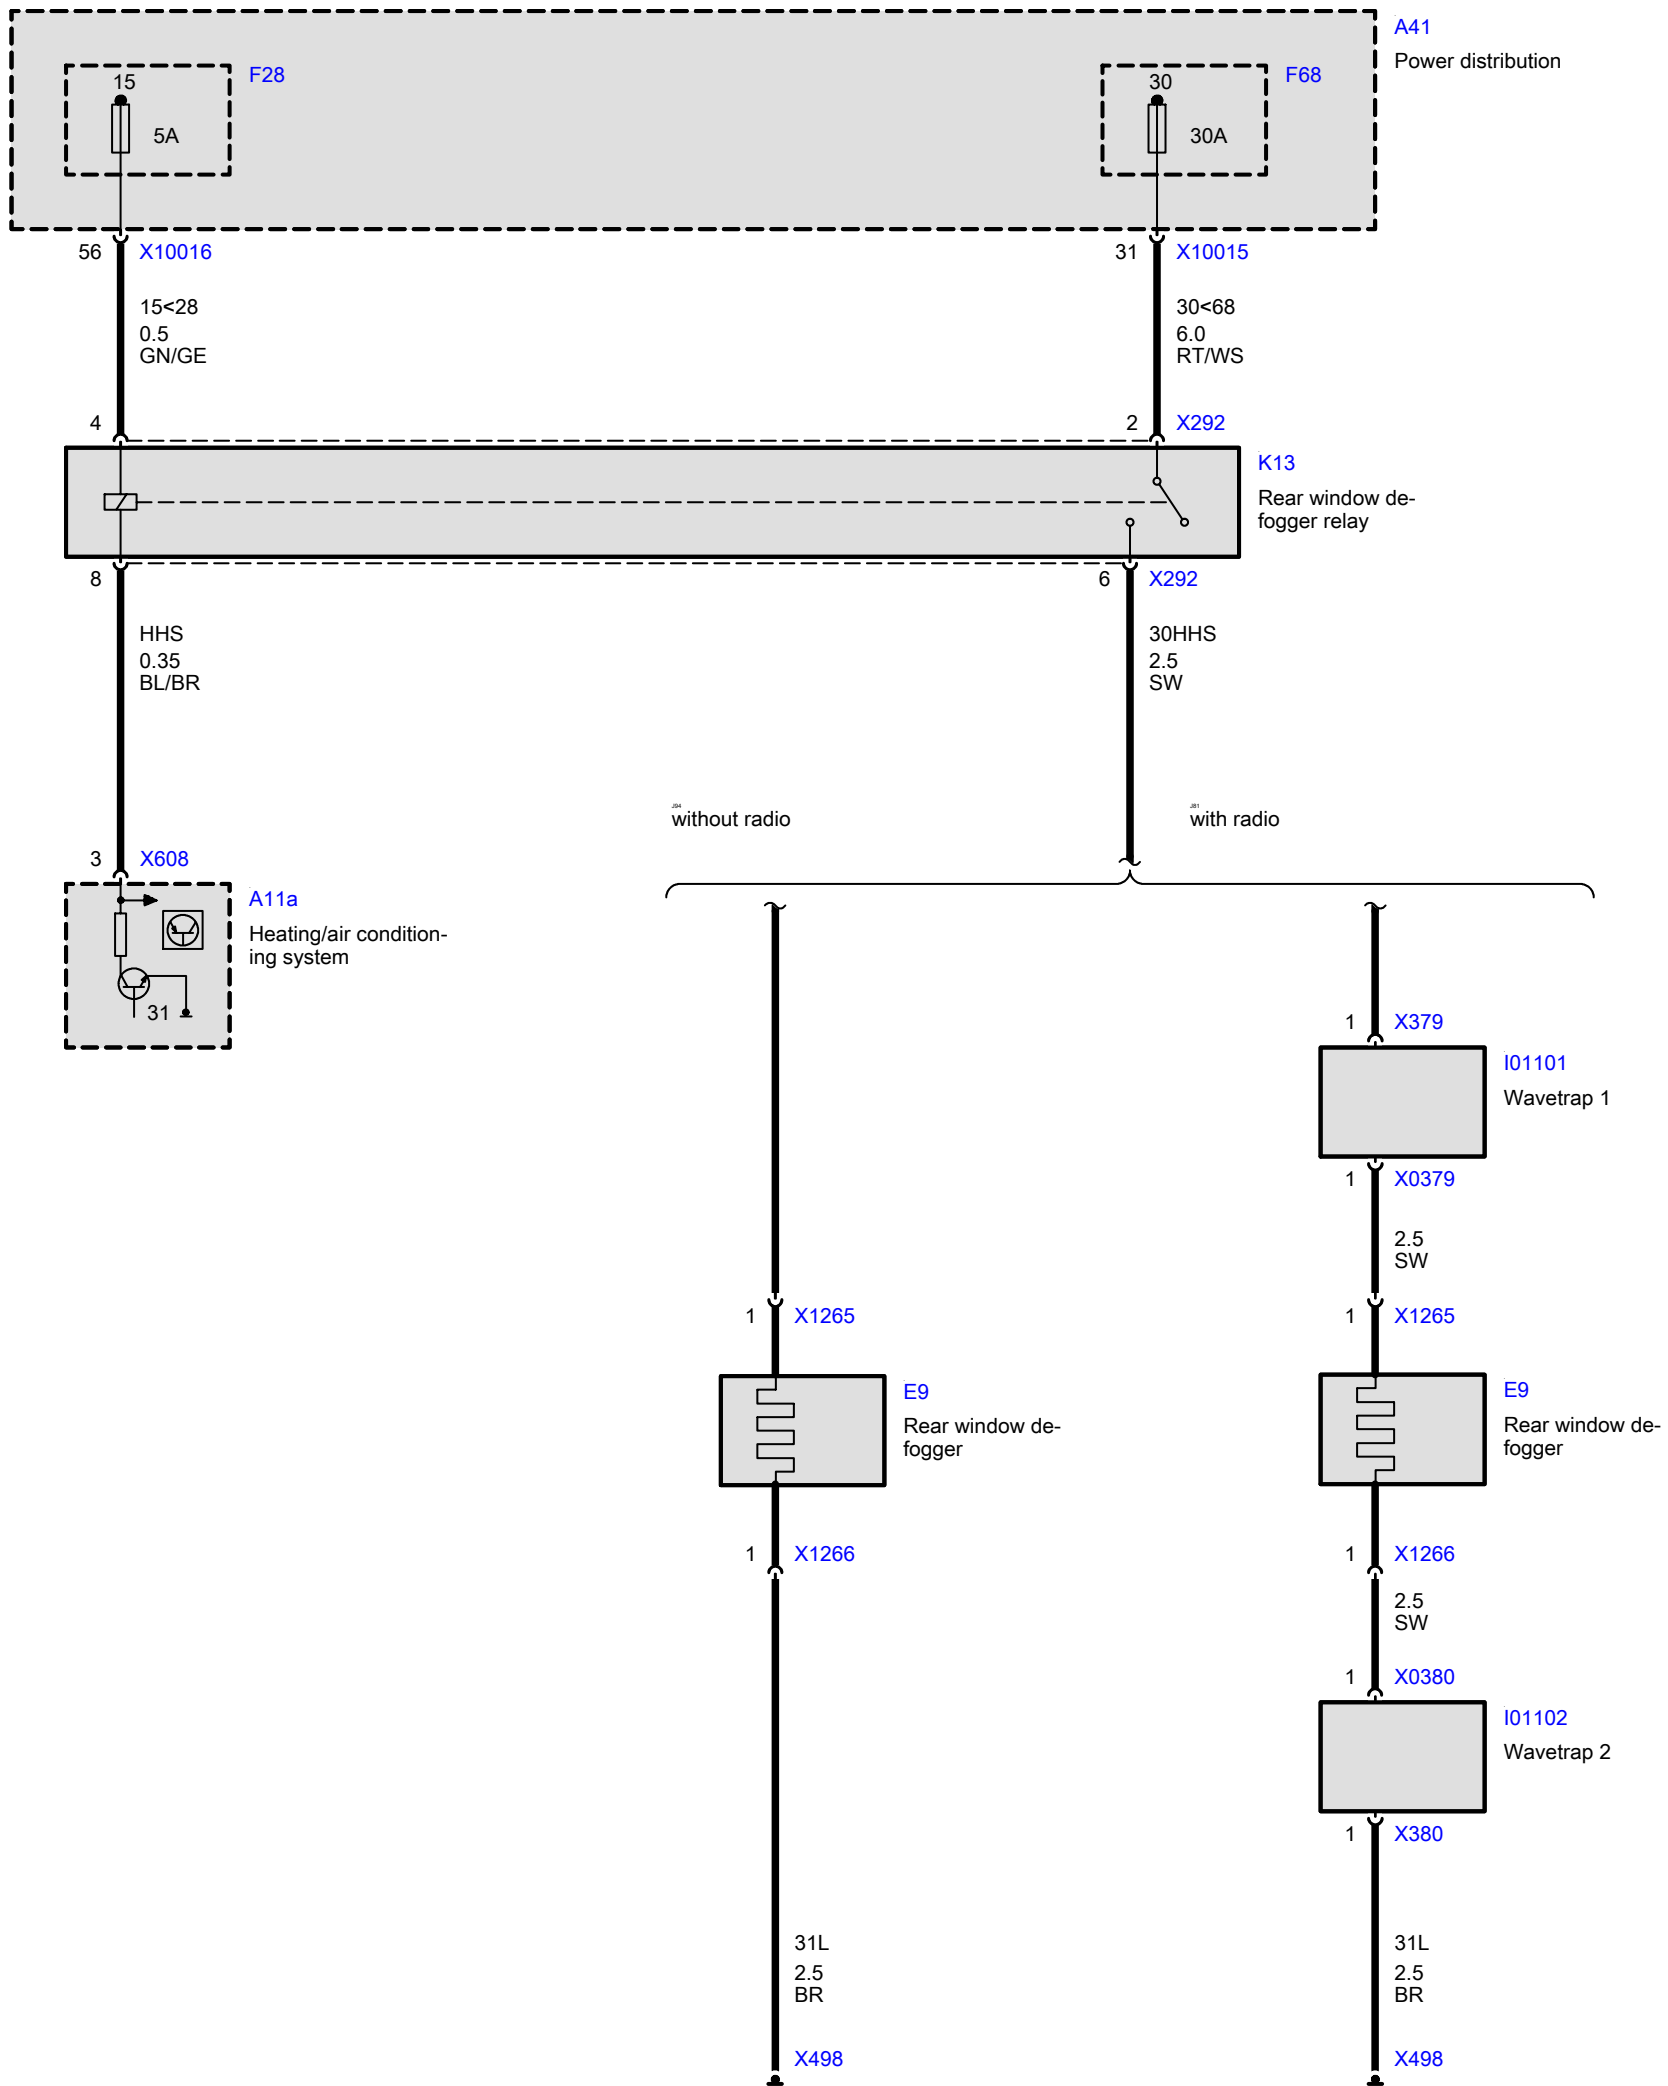 A41
Power distribution
15
F28
5A
30
F68
30A
56 X10016
31 X10015
15<28
0.5
GN/GE
30<68
6.0
RT/WS
4
2 X292
K13
Rear window de-
fogger relay
8
6 X292
HHS
0.35
BL/BR
30HHS
2.5
SW
J94
without radio
J81
with radio
3 X608
A11a
Heating/air condition-
ing system
31
1 X379
I01101
Wavetrap 1
1 X0379
2.5
SW
1 X1265
1 X1265
E9
Rear window de-
fogger
E9
Rear window de-
fogger
1 X1266
1 X1266
2.5
SW
1 X0380
I01102
Wavetrap 2
1 X380
31L
2.5
BR
31L
2.5
BR
X498
X498